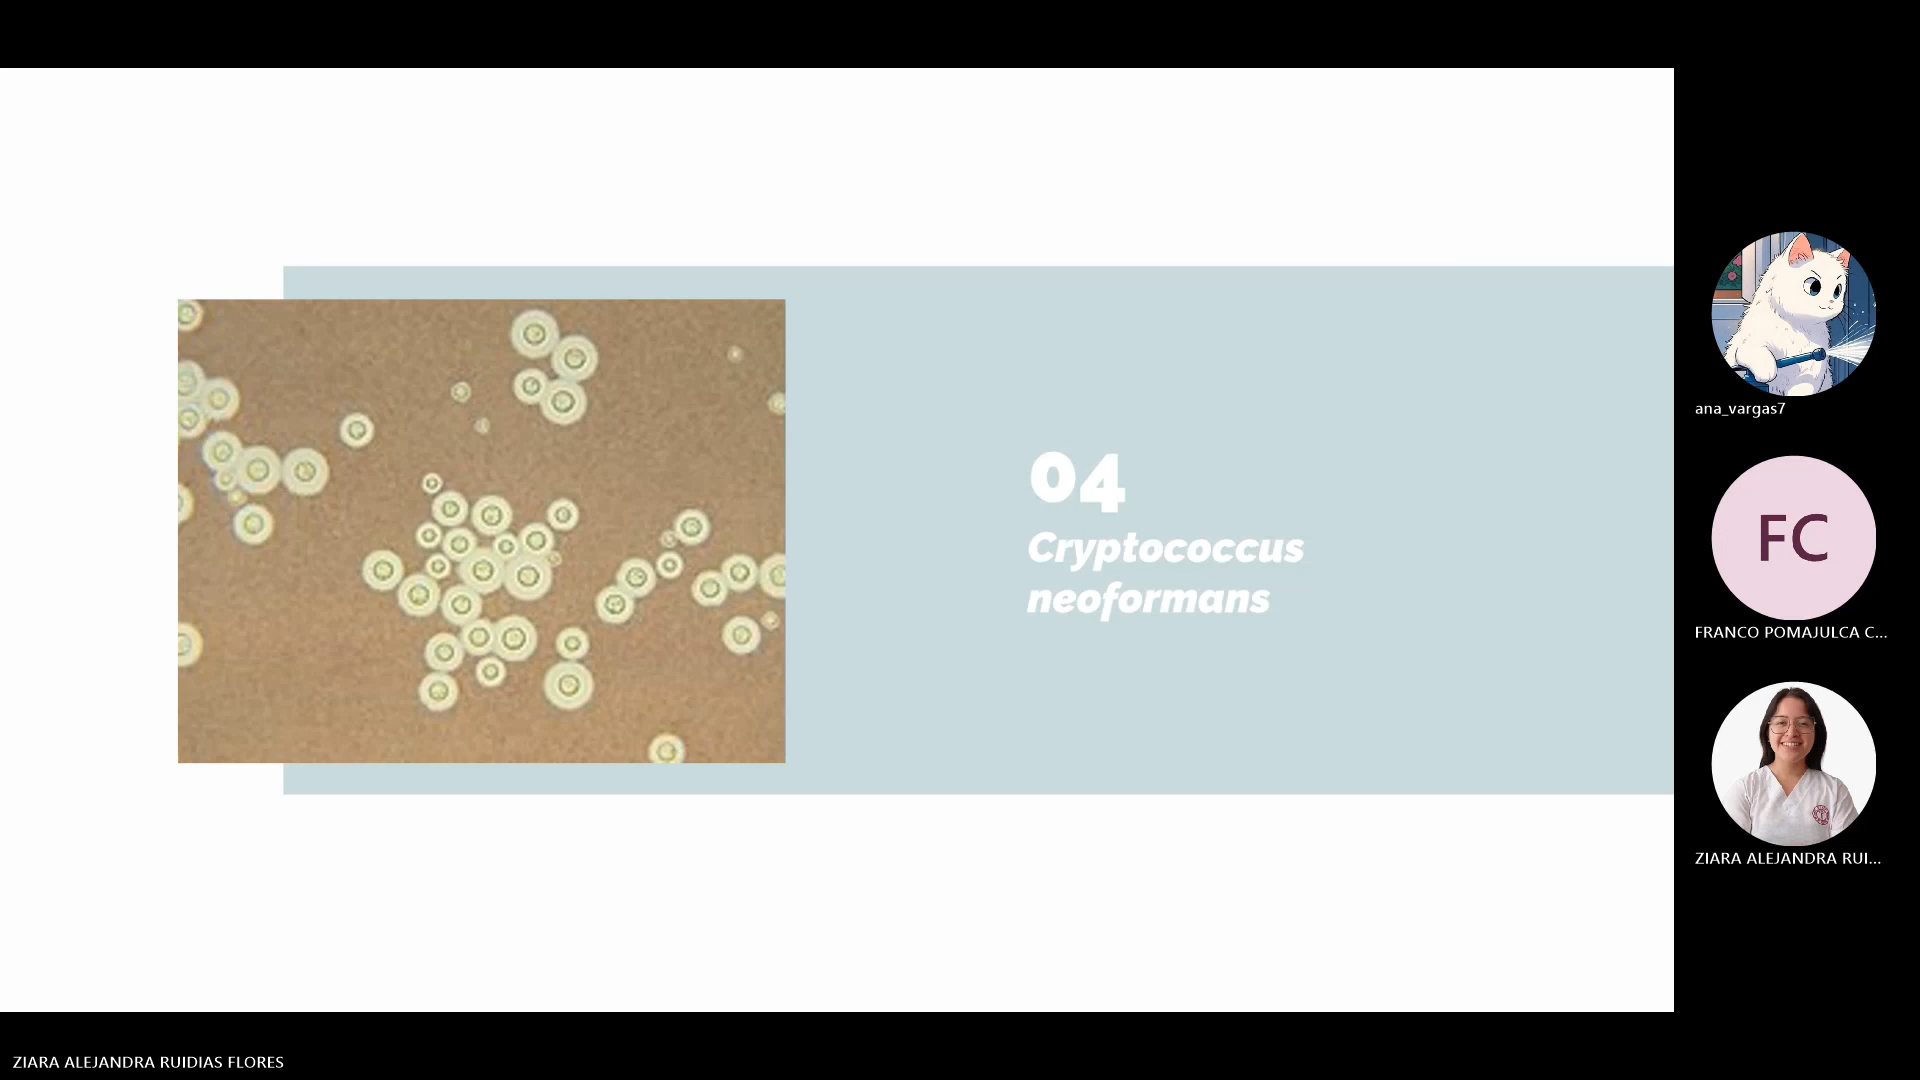 04
Cryptococcus
neoformans
ana_vargas7
FC
FRANCO POMAJULCA C...
ZIARA ALEJANDRA RUI...
ZIARA ALEJANDRA RUIDIAS FLORES